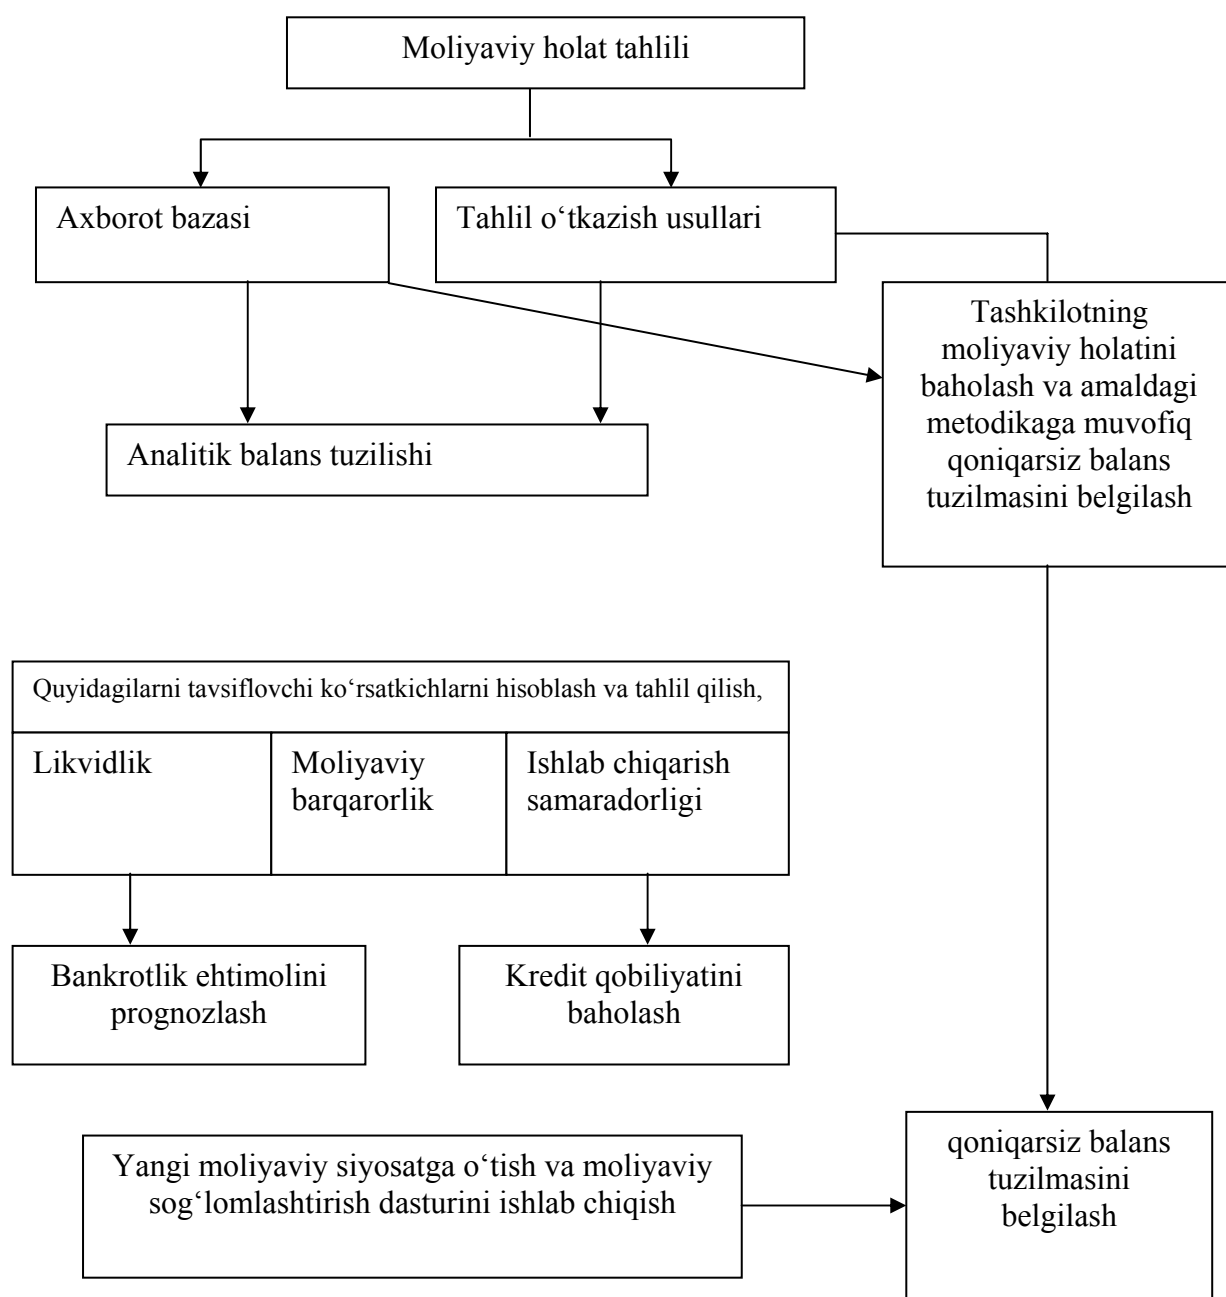 Moliyaviy holat tahlili
Axborot bazasi
Tahlil o‘tkazish usullari
Tashkilotning
moliyaviy holatini
baholash va amaldagi
metodikaga muvofiq
qoniqarsiz balans
tuzilmasini belgilash
Analitik balans tuzilishi
Quyidagilarni tavsiflovchi ko‘rsatkichlarni hisoblash va tahlil qilish,
Likvidlik
Moliyaviy
barqarorlik
Ishlab chiqarish
samaradorligi
Bankrotlik ehtimolini
prognozlash
Kredit qobiliyatini
baholash
Yangi moliyaviy siyosatga o‘tish va moliyaviy
sog‘lomlashtirish dasturini ishlab chiqish
qoniqarsiz balans
tuzilmasini
belgilash